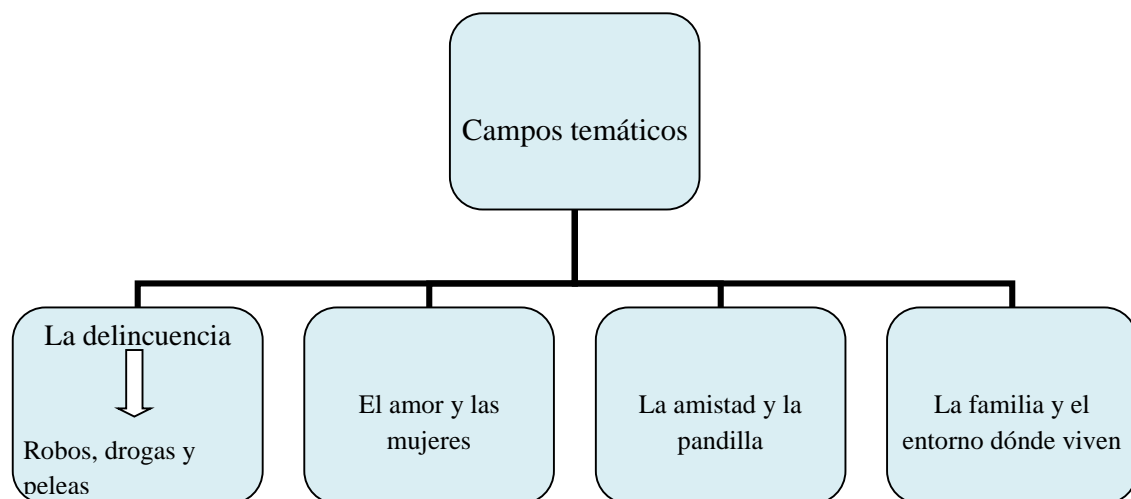 Campos temáticos
La delincuencia
Robos, drogas y
peleas
El amor y las
mujeres
La amistad y la
pandilla
La familia y el
entorno dónde viven